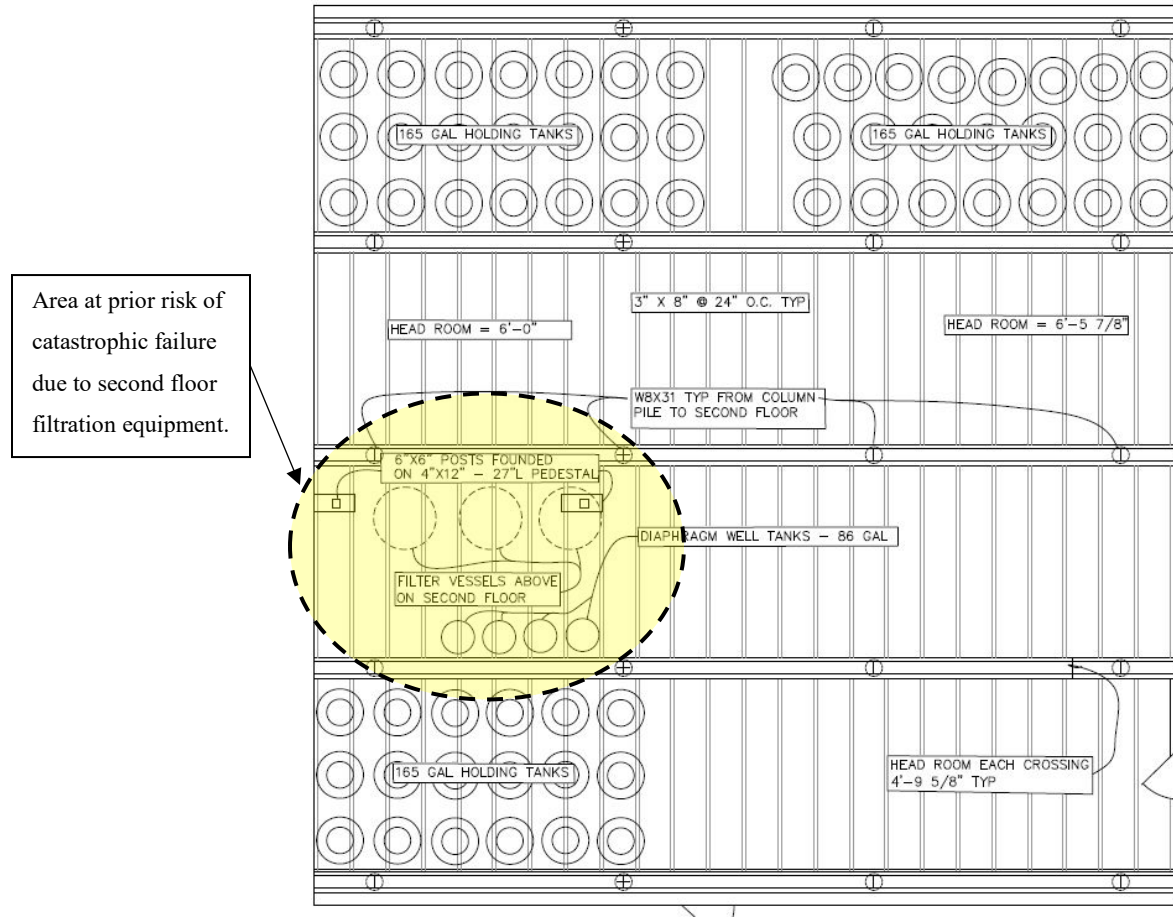 165 GAL HOLDING TANKS
165 GAL HOLDING TANKS
Area at prior risk of
catastrophic failure
due to second floor
filtration equipment.
3" X 8" @ 24" O.C. TYP
HEAD ROOM = 6'-0"
HEAD ROOM = 6'-5 7/8"
W8X31 TYP FROM COLUMN
PILE TO SECOND FLOOR
6"X6" POSTS FOUNDED
ON 4"X12" - 27"L PEDESTAL
DIAPHRAGM WELL TANKS - 86 GAL
FILTER VESSELS ABOVE
ON SECOND FLOOR
165 GAL HOLDING TANKS
HEAD ROOM EACH CROSSING
4'-9 5/8" TYP